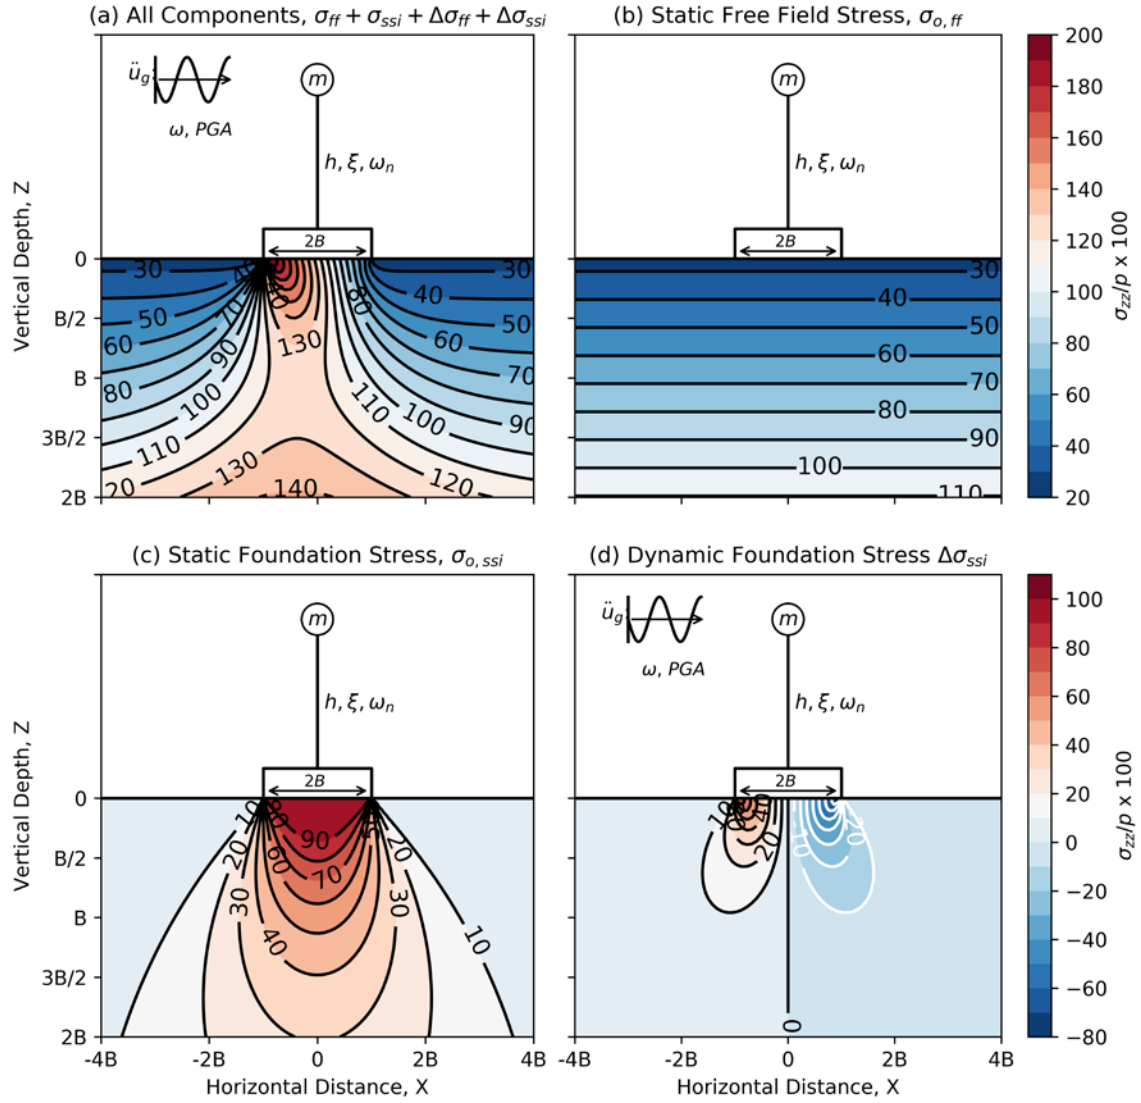 (a) All Components, σff + σssi + Δσff + Δσssi
(b) Static Free Field Stress, σo, ff
üg
ω, PGA
m
h, ξ, ωn
2B
m
h, ξ, ωn
2B
Vertical Depth, Z
0
B/2
B
3B/2
2B
30
30
40
40
50
50
60
60
70
70
80
80
90
90
100
100
110
110
120
130
130
140
20
30
40
50
60
70
80
90
100
110
200
180
160
140
120
100
80
60
40
20
σzz/p x 100
(c) Static Foundation Stress, σo, ssi
(d) Dynamic Foundation Stress Δσssi
m
h, ξ, ωn
2B
üg
ω, PGA
m
h, ξ, ωn
2B
Vertical Depth, Z
0
B/2
B
3B/2
2B
10
10
20
20
30
30
40
60
70
90
10
10
20
40
20
10
0
-4B
-2B
0
2B
4B
Horizontal Distance, X
-4B
-2B
0
2B
4B
Horizontal Distance, X
100
80
60
40
20
0
−20
−40
−60
−80
σzz/p x 100